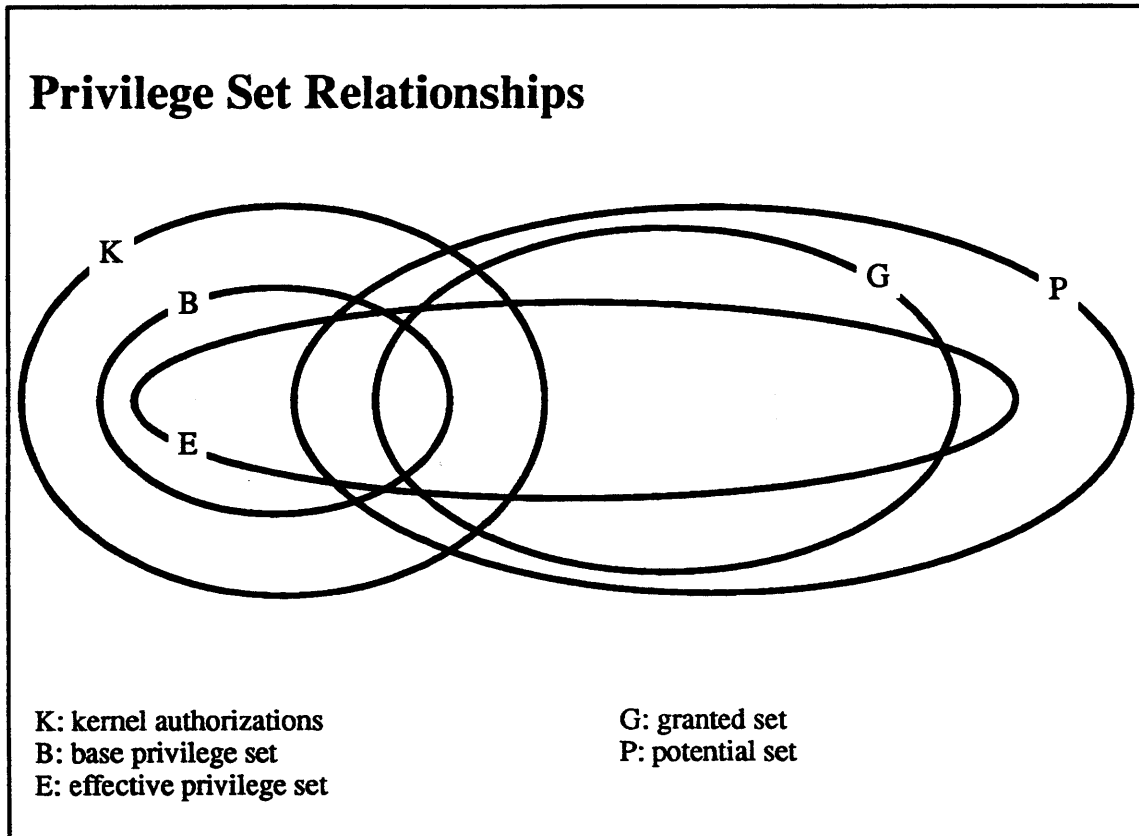 Privilege Set Relationships
K
B
G
P
E
K: kernel authorizations
B: base privilege set
E: effective privilege set
G: granted set
P: potential set